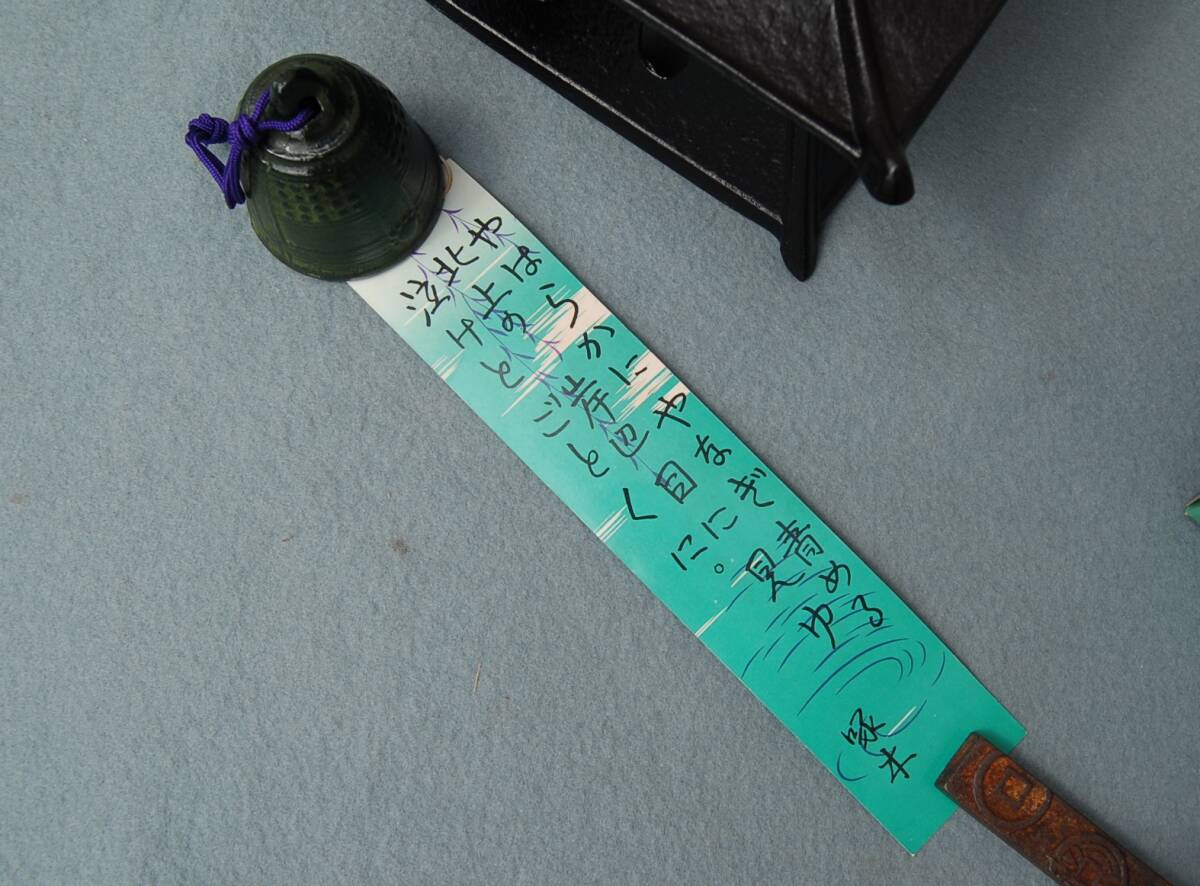 やはらかにやなぎ青める
北上の岸辺目に見ゆ
泣けとごとくに。
啄木